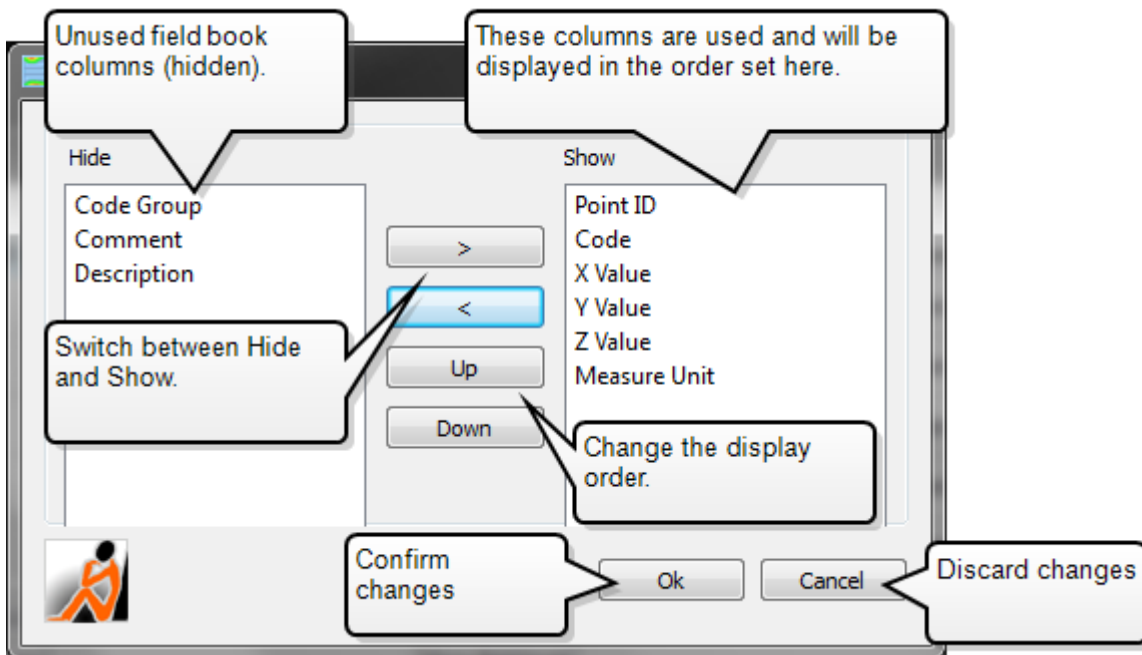 Unused field book
columns (hidden).
These columns are used and will be
displayed in the order set here.
Hide
Show
Code Group
Comment
Description
Point ID
Code
X Value
Y Value
Z Value
Measure Unit
>
<
Up
Down
Switch between Hide
and Show.
Change the display
order.
Confirm
changes
Ok
Cancel
Discard changes